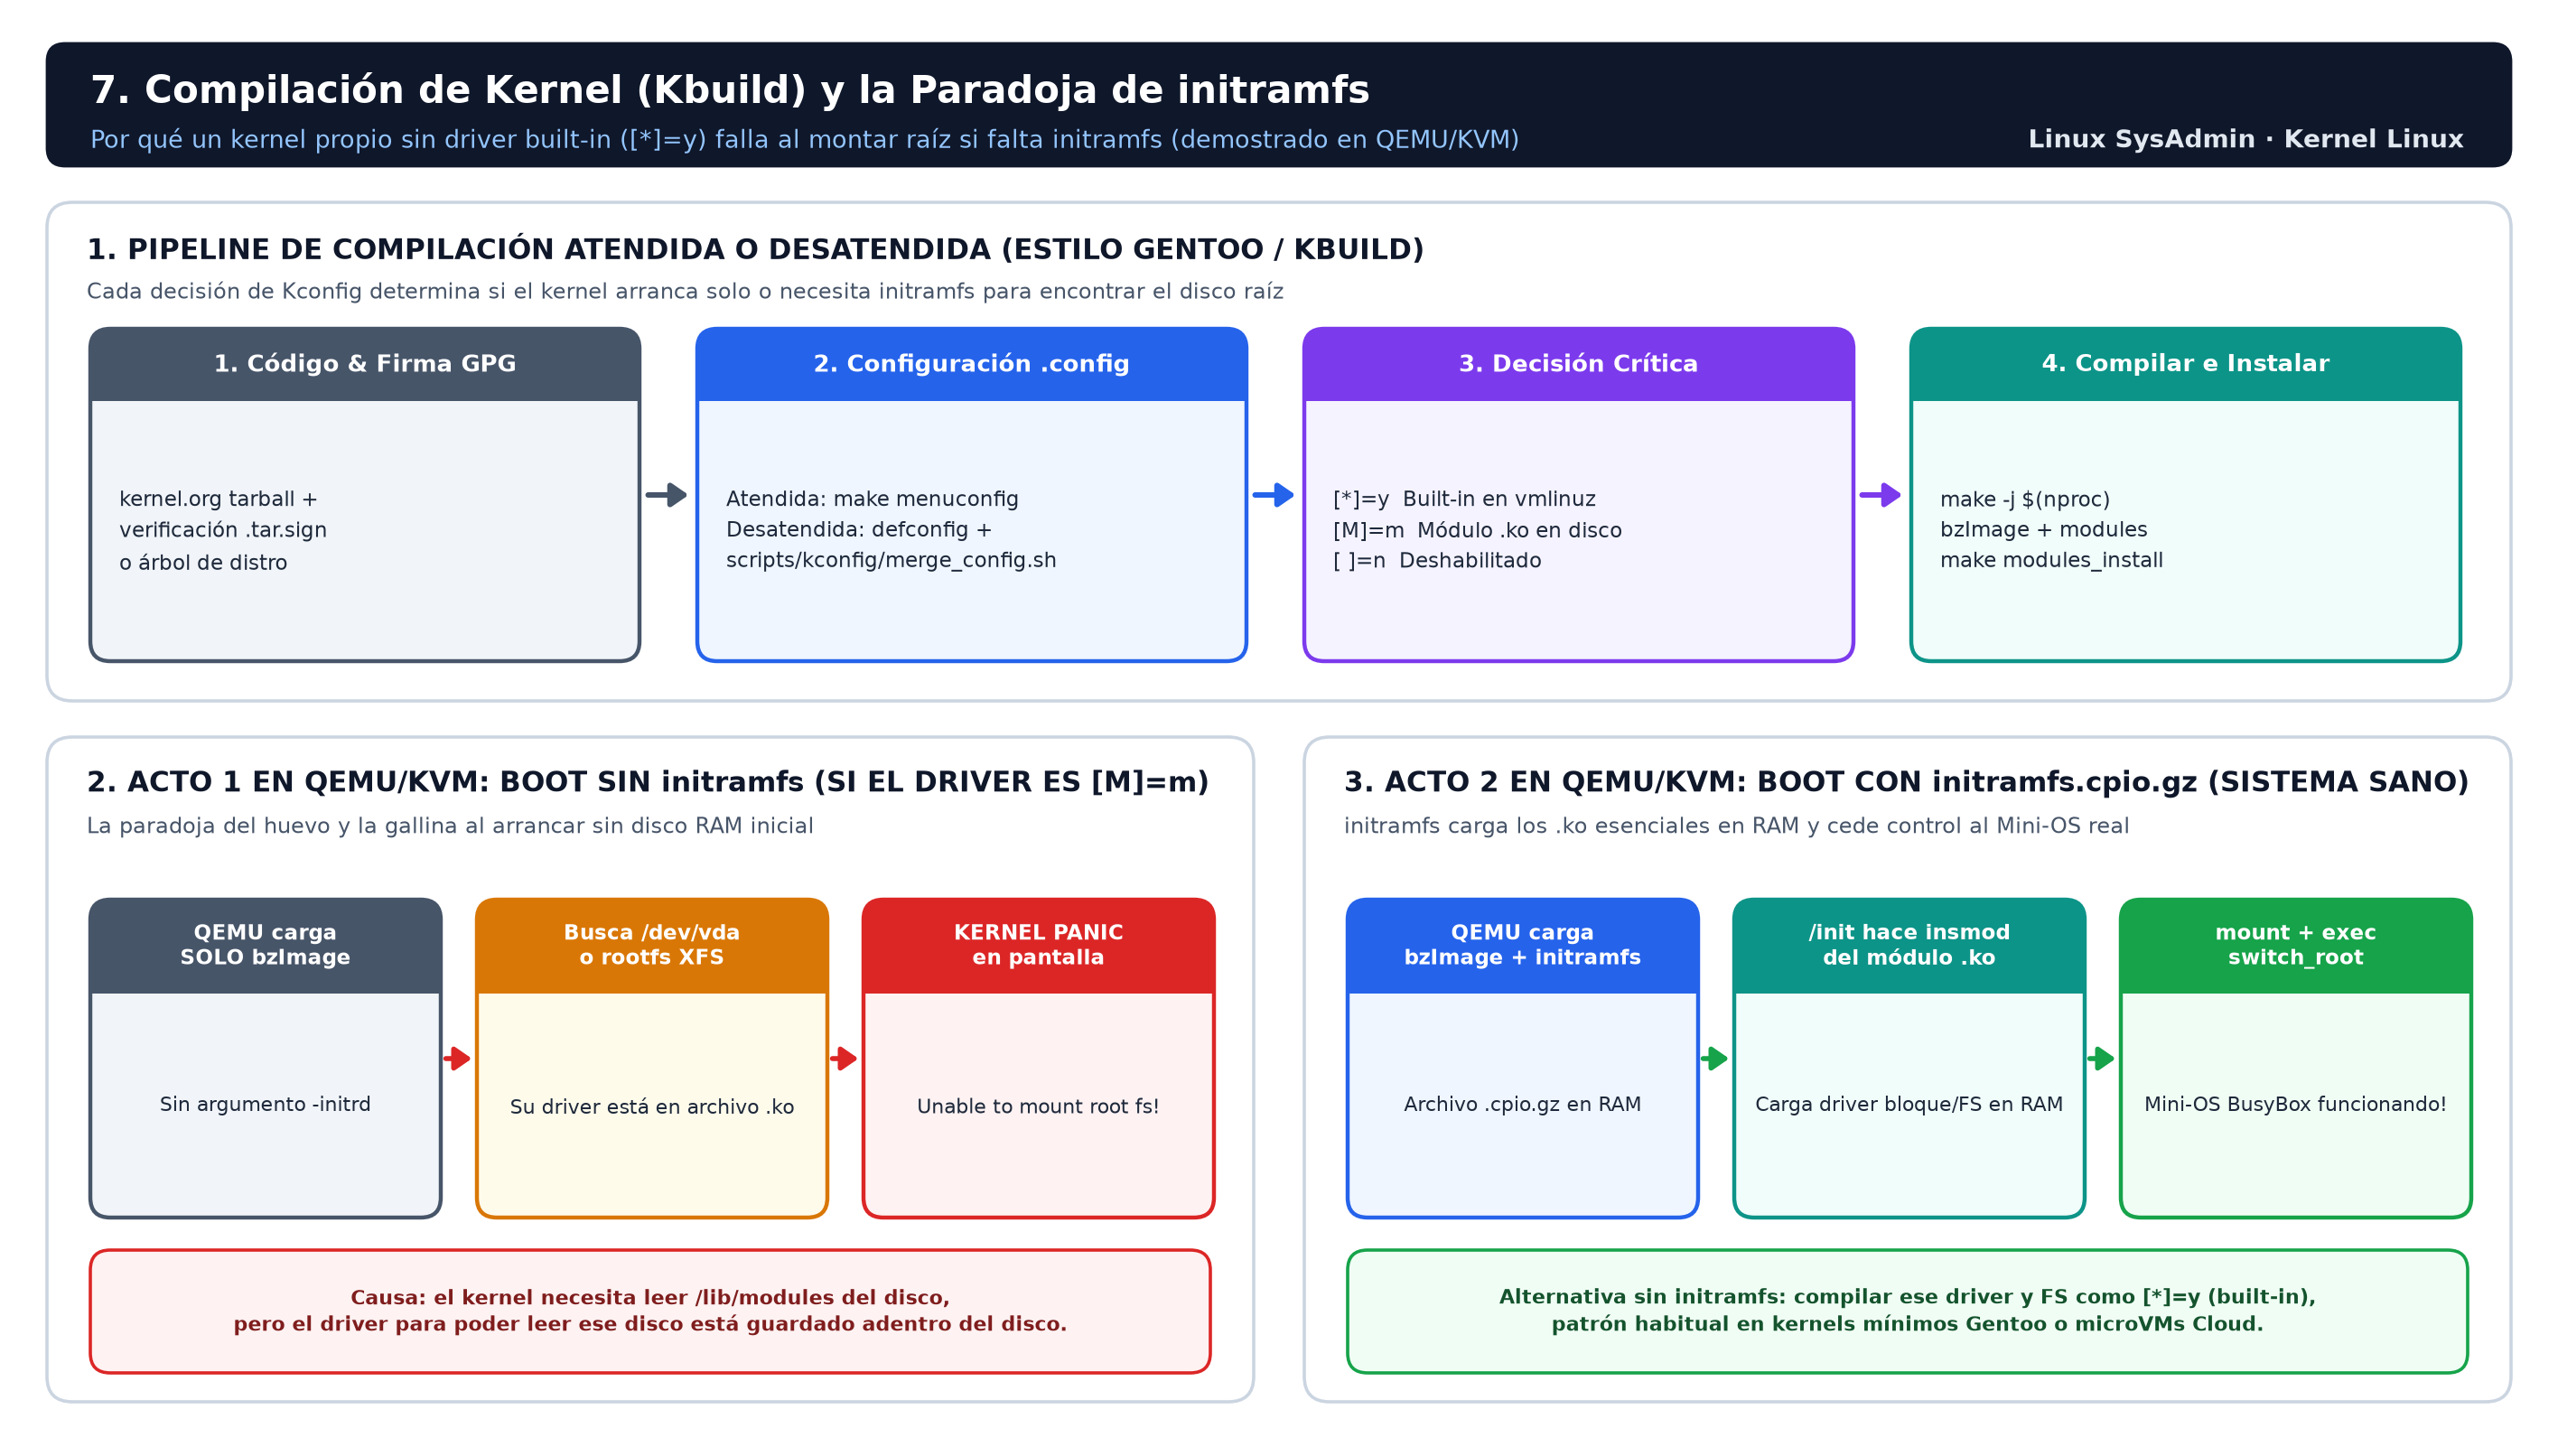 7. Compilación de Kernel (Kbuild) y la Paradoja de initramfs
Por qué un kernel propio sin driver built-in ([*]=y) falla al montar raíz si falta initramfs (demostrado en QEMU/KVM)
Linux SysAdmin · Kernel Linux
1. PIPELINE DE COMPILACIÓN ATENDIDA O DESATENDIDA (ESTILO GENTOO / KBUILD)
Cada decisión de Kconfig determina si el kernel arranca solo o necesita initramfs para encontrar el disco raíz
1. Código & Firma GPG
kernel.org tarball +
verificación .tar.sign
o árbol de distro
2. Configuración .config
Atendida: make menuconfig
Desatendida: defconfig +
scripts/kconfig/merge_config.sh
3. Decisión Crítica
[*]=y  Built-in en vmlinuz
[M]=m  Módulo .ko en disco
[ ]=n  Deshabilitado
4. Compilar e Instalar
make -j $(nproc)
bzImage + modules
make modules_install
2. ACTO 1 EN QEMU/KVM: BOOT SIN initramfs (SI EL DRIVER ES [M]=m)
La paradoja del huevo y la gallina al arrancar sin disco RAM inicial
QEMU carga
SOLO bzImage
Sin argumento -initrd
Busca /dev/vda
o rootfs XFS
Su driver está en archivo .ko
KERNEL PANIC
en pantalla
Unable to mount root fs!
Causa: el kernel necesita leer /lib/modules del disco,
pero el driver para poder leer ese disco está guardado adentro del disco.
3. ACTO 2 EN QEMU/KVM: BOOT CON initramfs.cpio.gz (SISTEMA SANO)
initramfs carga los .ko esenciales en RAM y cede control al Mini-OS real
QEMU carga
bzImage + initramfs
Archivo .cpio.gz en RAM
/init hace insmod
del módulo .ko
Carga driver bloque/FS en RAM
mount + exec
switch_root
Mini-OS BusyBox funcionando!
Alternativa sin initramfs: compilar ese driver y FS como [*]=y (built-in),
patrón habitual en kernels mínimos Gentoo o microVMs Cloud.